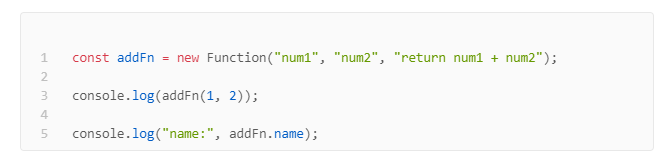 1 const addFn = new Function("num1", "num2", "return num1 + num2");
2
3 console.log(addFn(1, 2));
4
5 console.log("name:", addFn.name);